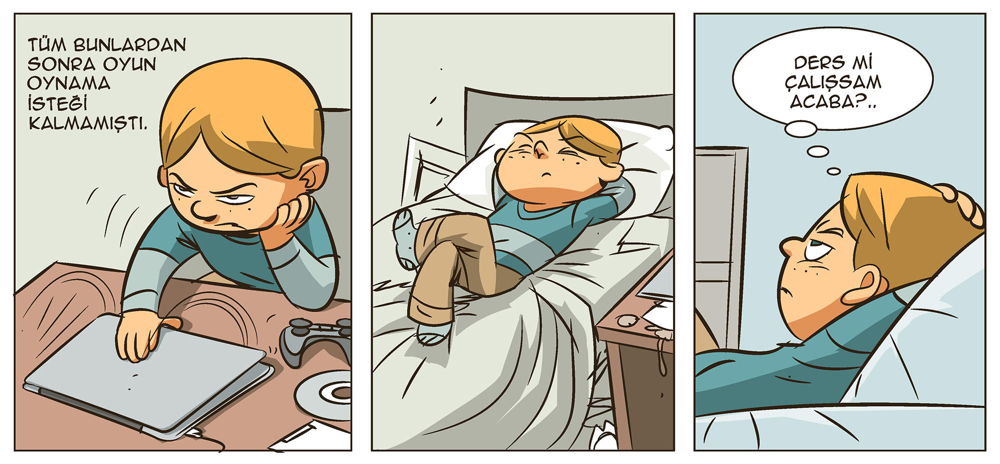 TÜM BUNLARDAN
SONRA OYUN
OYNAMA
İSTEĞİ
KALMAMIŞTI.
DERS Mİ
ÇALIŞSAM
ACABA?..